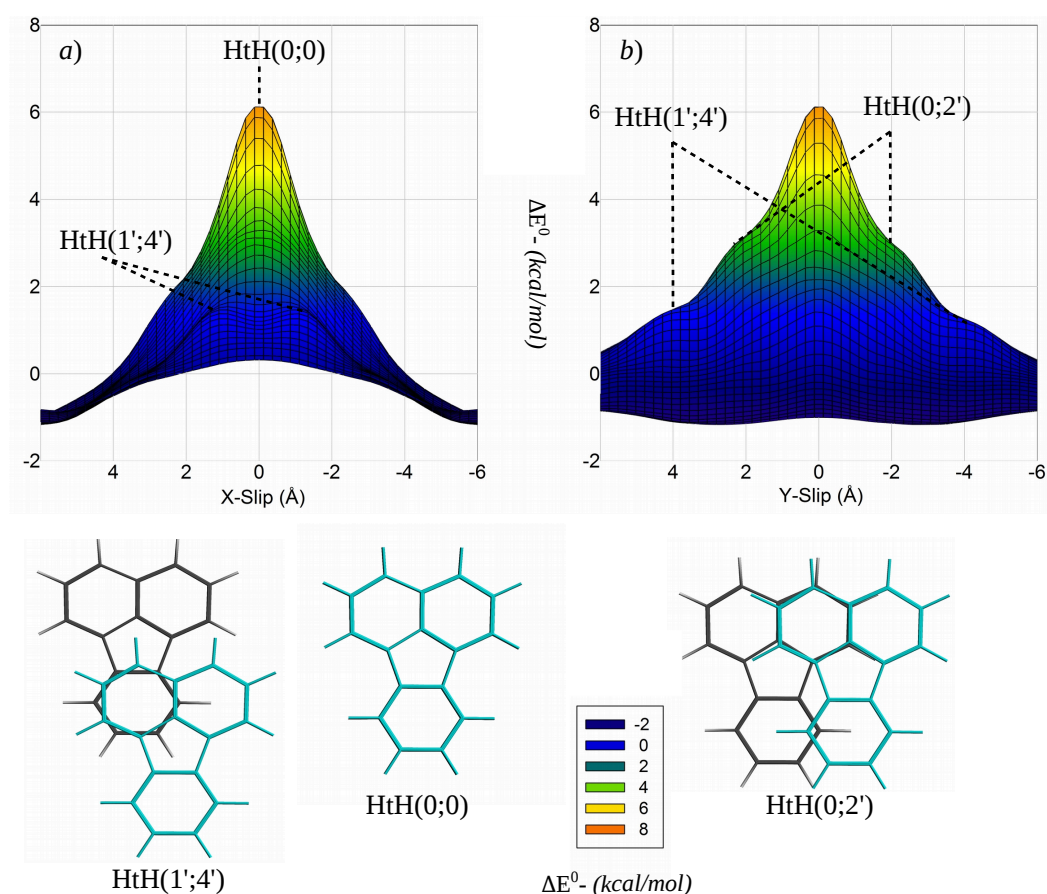 a)
HtH(0;0)
HtH(1';4')
8
6
4
2
0
-2
4
2
0
-2
-4
-6
X-Slip (Å)
ΔE⁰- (kcal/mol)
b)
HtH(1';4')
HtH(0;2')
8
6
4
2
0
-2
4
2
0
-2
-4
-6
Y-Slip (Å)
HtH(1';4')
HtH(0;0)
HtH(0;2')
-2
0
2
4
6
8
ΔE⁰- (kcal/mol)